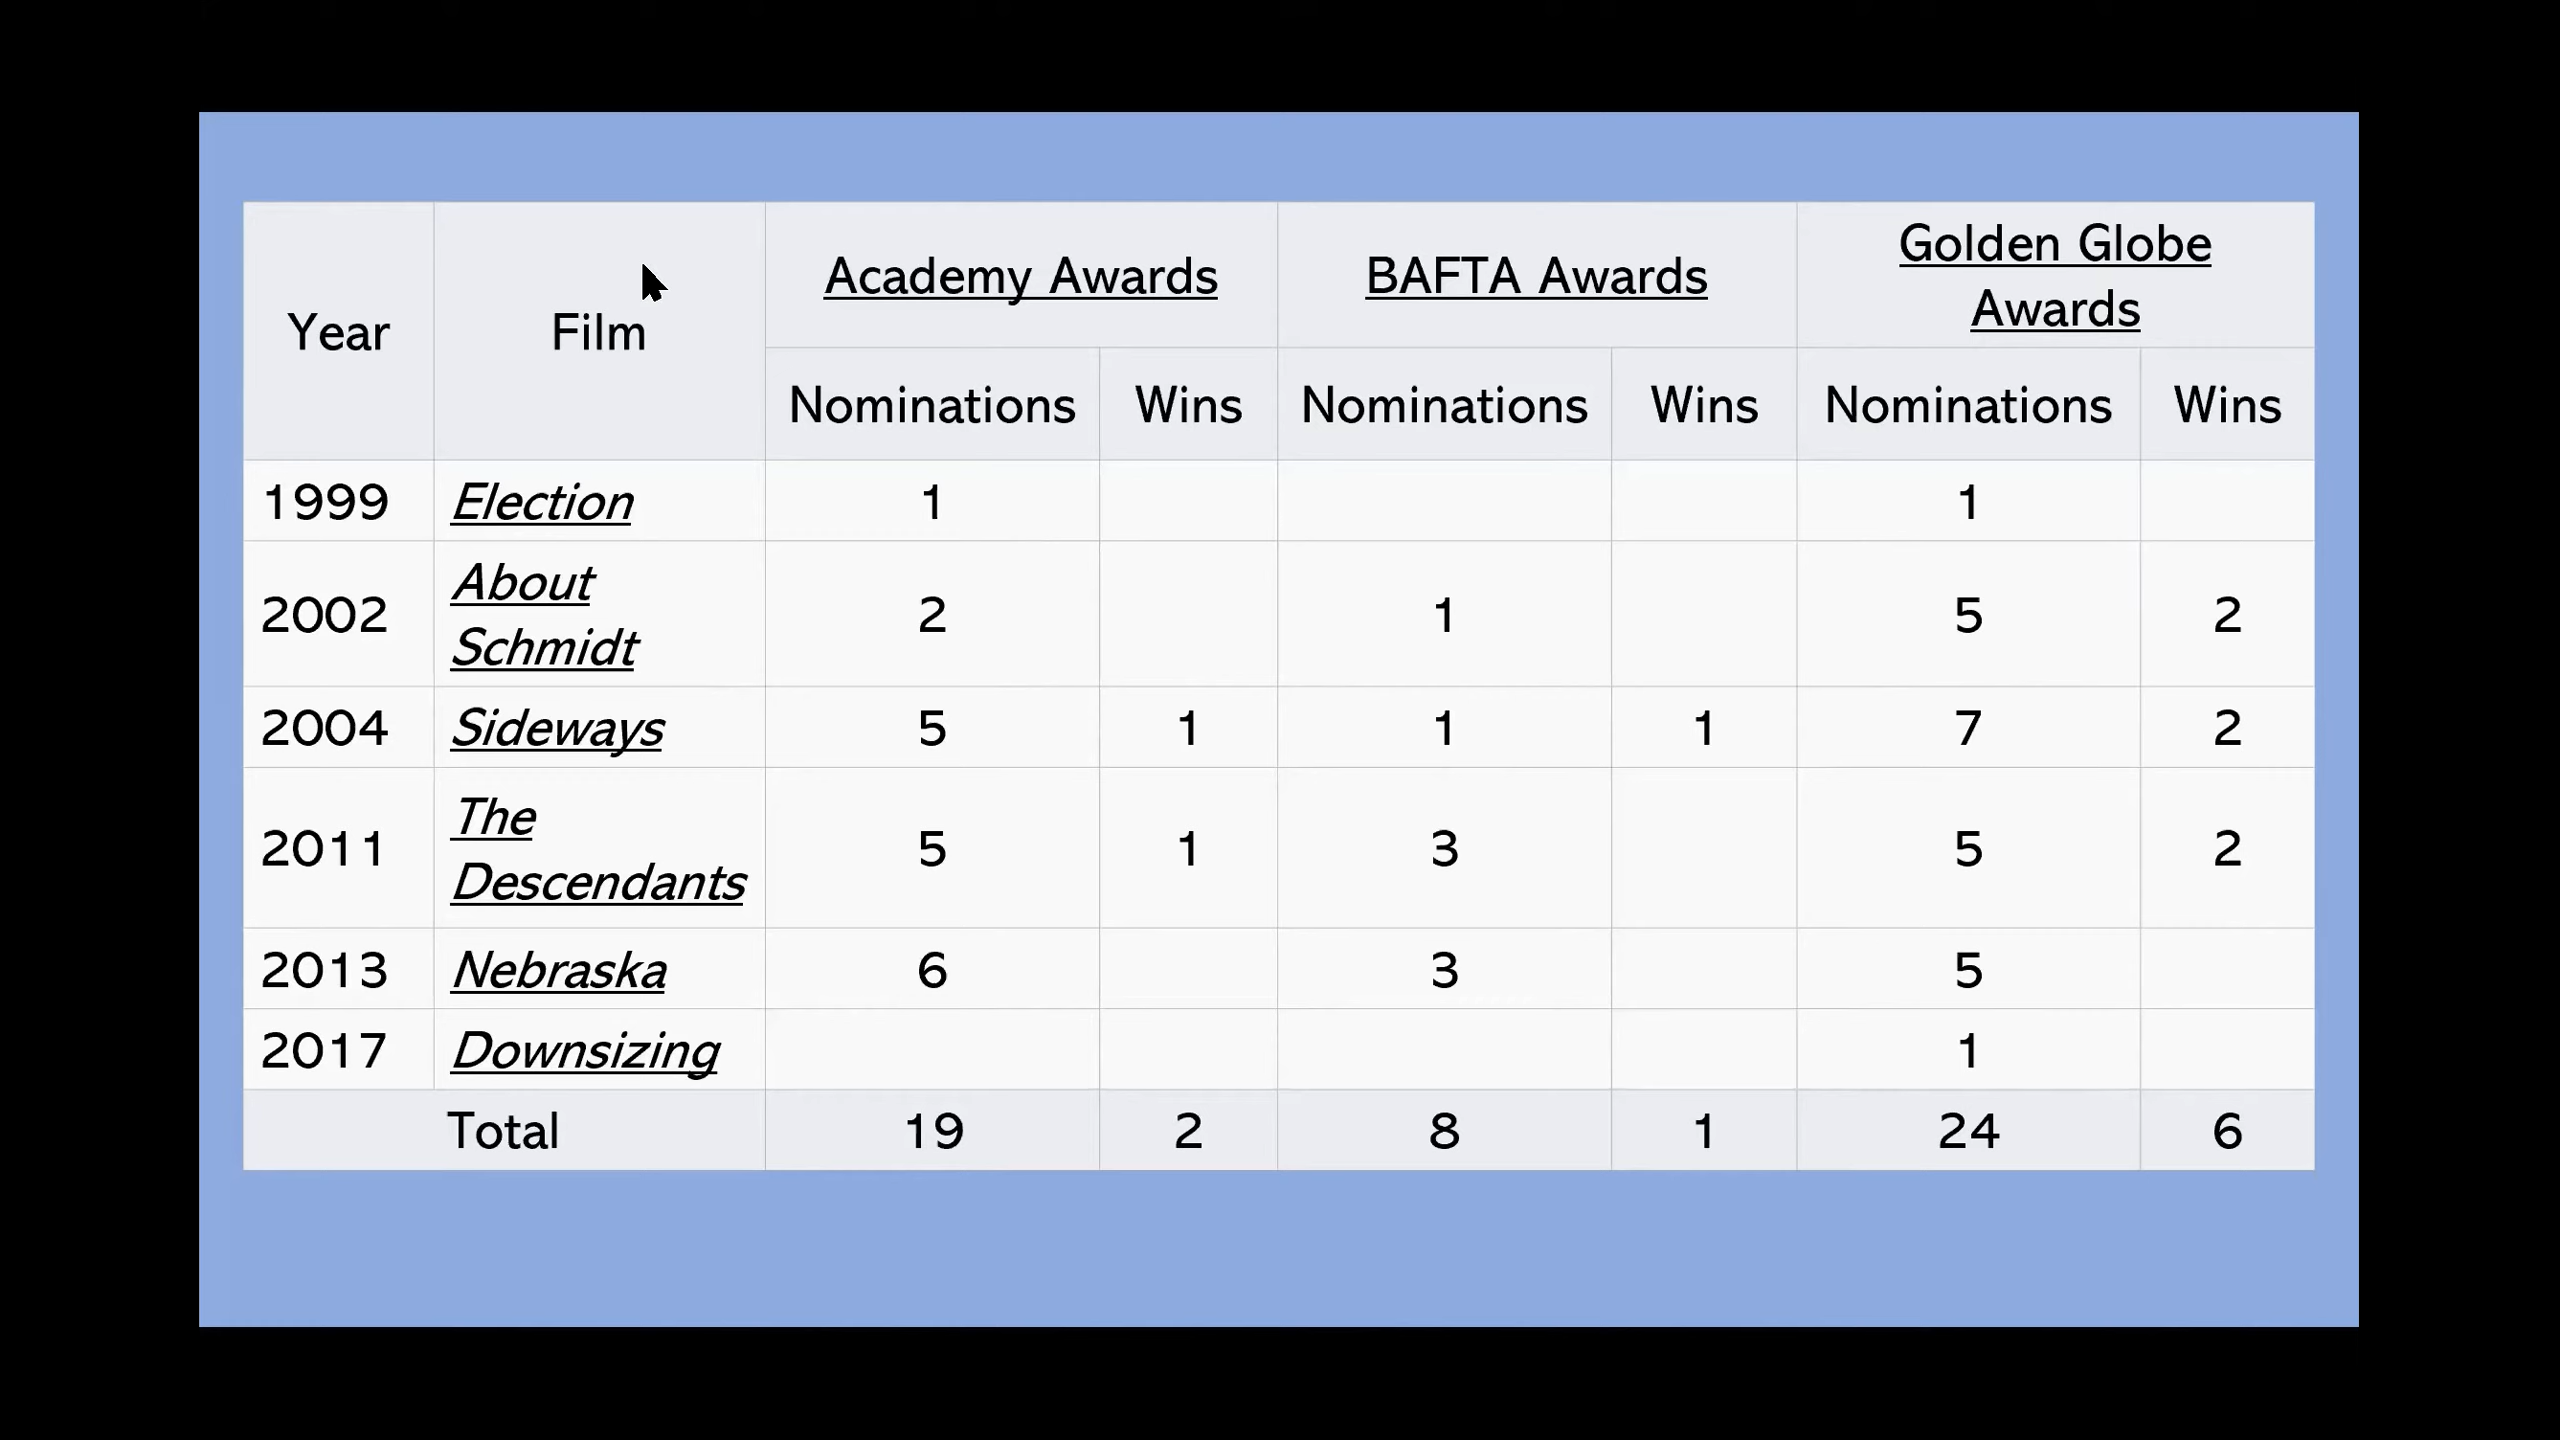 Year Film Academy Awards BAFTA Awards Golden Globe Awards
Nominations Wins Nominations Wins Nominations Wins
1999 Election 1 1
2002 About Schmidt 2 1 5 2
2004 Sideways 5 1 1 1 7 2
2011 The Descendants 5 1 3 5 2
2013 Nebraska 6 3 5
2017 Downsizing 1
Total 19 2 8 1 24 6